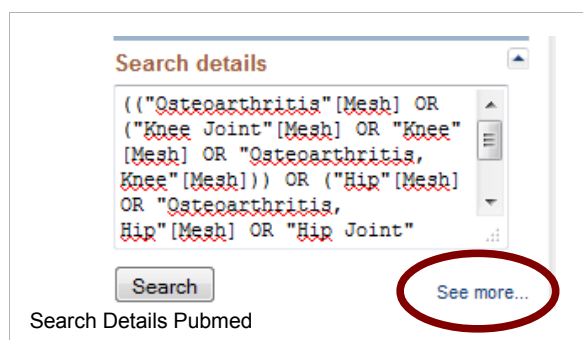 Search details
(("Osteoarthritis"[Mesh] OR
("Knee Joint"[Mesh] OR "Knee"
[Mesh] OR "Osteoarthritis,
Knee"[Mesh])) OR ("Hip"[Mesh]
OR "Osteoarthritis,
Hip"[Mesh] OR "Hip Joint"
Search
See more...
Search Details Pubmed